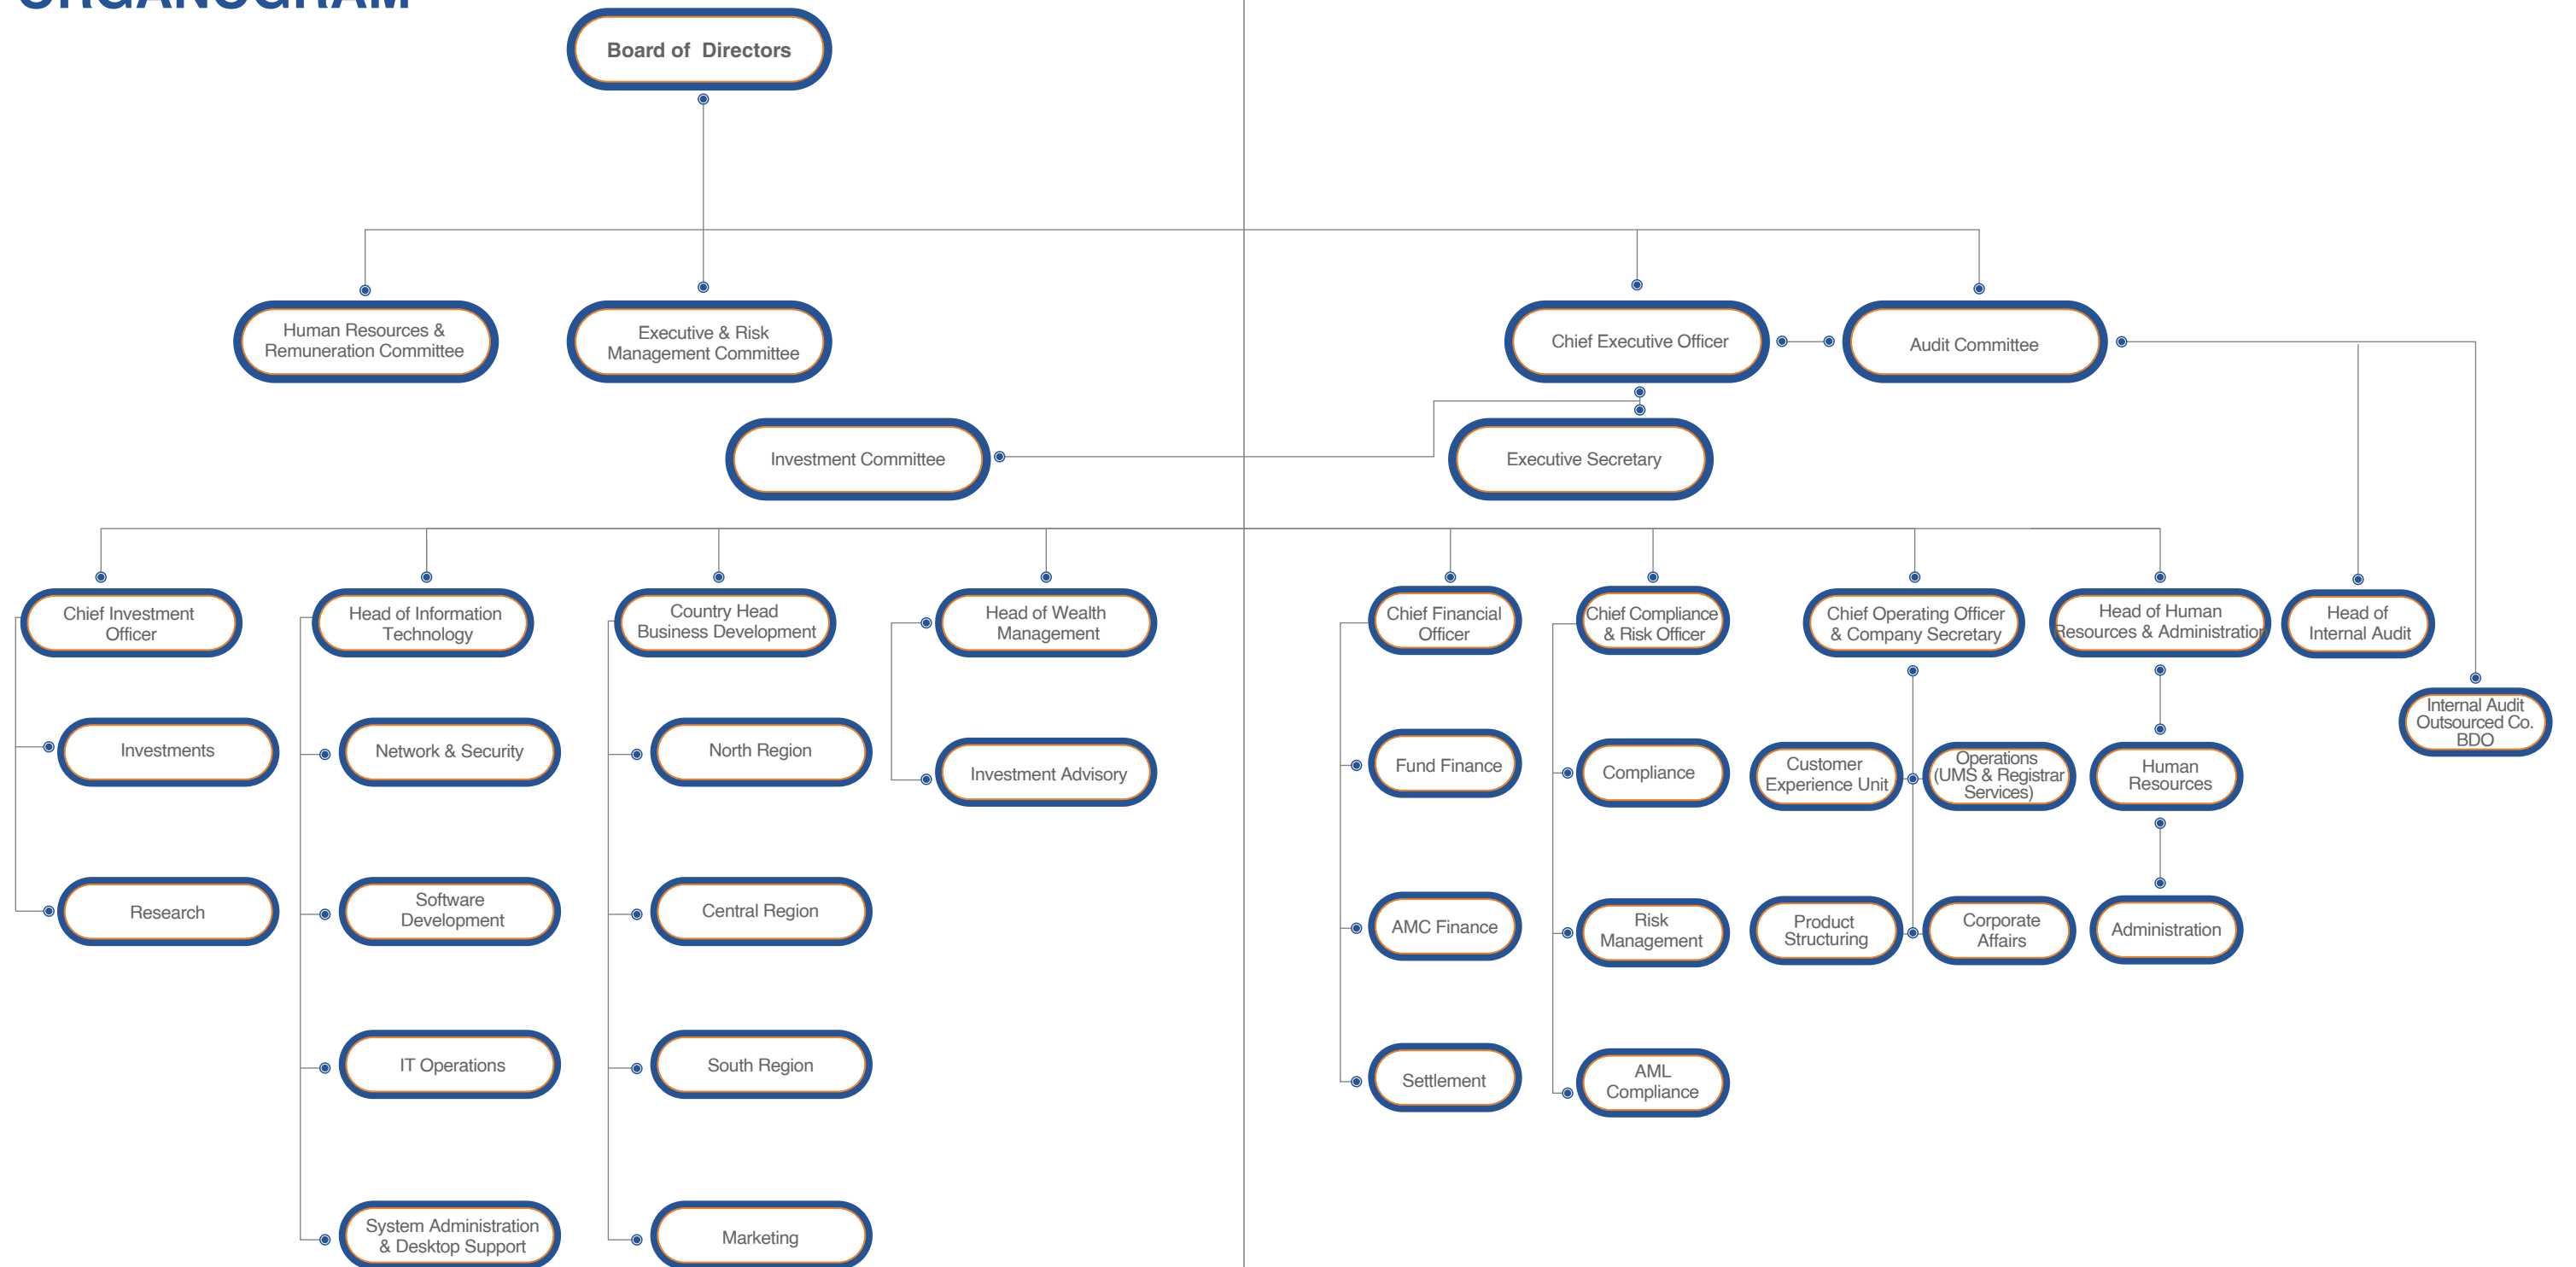 ORGANOGRAM
Board of Directors
Human Resources &
Remuneration Committee
Executive & Risk
Management Committee
Chief Executive Officer
Audit Committee
Investment Committee
Executive Secretary
Chief Investment
Officer
Head of Information
Technology
Country Head
Business Development
Head of Wealth
Management
Chief Financial
Officer
Chief Compliance
& Risk Officer
Chief Operating Officer
& Company Secretary
Head of Human
Resources & Administration
Head of
Internal Audit
Internal Audit
Outsourced Co.
BDO
Investments
Network & Security
North Region
Investment Advisory
Fund Finance
Compliance
Customer
Experience Unit
Operations
(UMS & Registrar
Services)
Human
Resources
Research
Software
Development
Central Region
AMC Finance
Risk
Management
Product
Structuring
Corporate
Affairs
Administration
IT Operations
South Region
Settlement
AML
Compliance
System Administration
& Desktop Support
Marketing